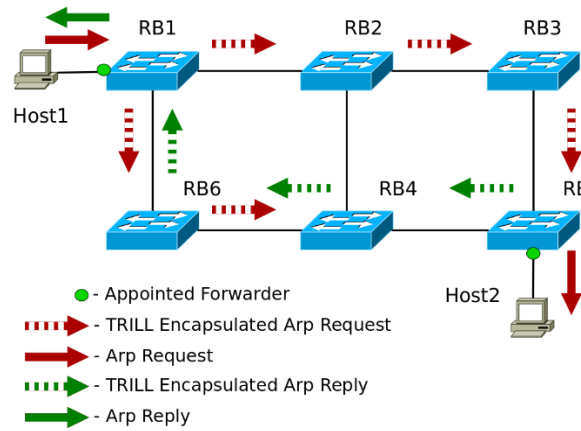 RB1
RB2
RB3
Host1
RB6
RB4
Host2
- Appointed Forwarder
- TRILL Encapsulated Arp Request
- Arp Request
- TRILL Encapsulated Arp Reply
- Arp Reply